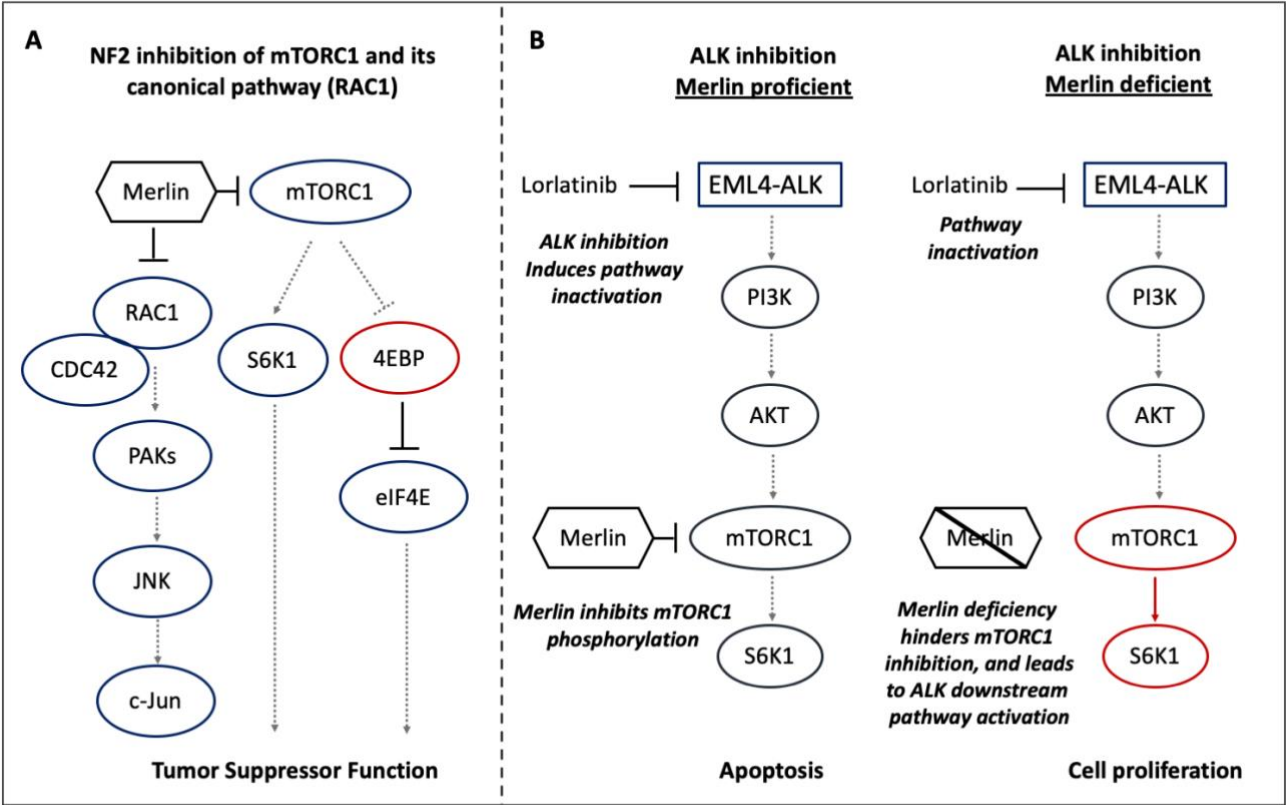 A
NF2 inhibition of mTORC1 and its
canonical pathway (RAC1)
Merlin
mTORC1
RAC1
CDC42
S6K1
4EBP
PAKs
eIF4E
JNK
c-Jun
Tumor Suppressor Function
B
ALK inhibition
Merlin proficient
Lorlatinib
EML4-ALK
ALK inhibition
Induces pathway
inactivation
PI3K
AKT
Merlin
mTORC1
Merlin inhibits mTORC1
phosphorylation
S6K1
Apoptosis
ALK inhibition
Merlin deficient
Lorlatinib
EML4-ALK
Pathway
inactivation
PI3K
AKT
Merlin
mTORC1
Merlin deficiency
hinders mTORC1
inhibition, and leads
to ALK downstream
pathway activation
S6K1
Cell proliferation